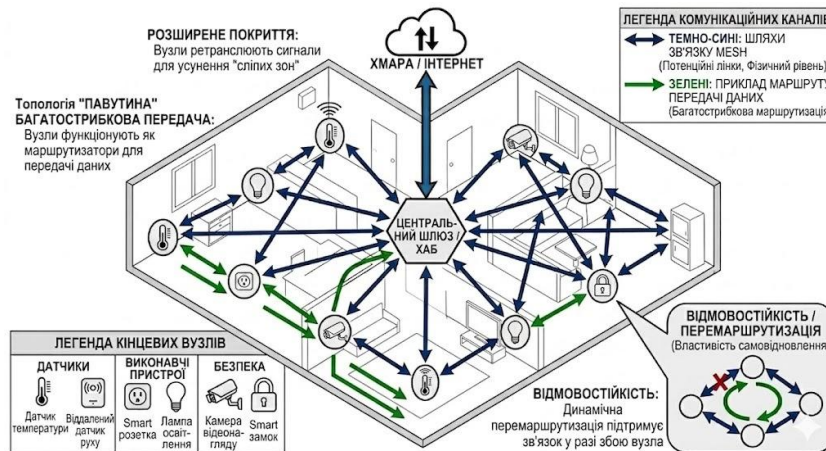 РОЗШИРЕНЕ ПОКРИТТЯ:
Вузли ретранслюють сигнали
для усунення "сліпих зон"
ХМАРА / ІНТЕРНЕТ
ЛЕГЕНДА КОМУНІКАЦІЙНИХ КАНАЛІВ
ТЕМНО-СИНІ: ШЛЯХИ
ЗВ'ЯЗКУ MESH
(Потенційні лінки, Фізичний рівень)
ЗЕЛЕНІ: ПРИКЛАД МАРШРУТУ
ПЕРЕДАЧІ ДАНИХ
(Багатострибкова маршрутизація
Топологія "ПАВУТИНА"
БАГАТОСТРИБКОВА ПЕРЕДАЧА:
Вузли функціонують як
маршрутизатори для
передачі даних
ЦЕНТРАЛЬ-
НИЙ ШЛЮЗ /
ХАБ
ЛЕГЕНДА КІНЦЕВИХ ВУЗЛІВ
ДАТЧИКИ
Датчик
температури
Віддалений
датчик
руху
ВИКОНАВЧІ
ПРИСТРОЇ
Smart
розетка
Лампа
освіт-
лення
БЕЗПЕКА
Камера
відеона-
гляду
Smart
замок
ВІДМОВОСТІЙКІСТЬ:
Динамічна
перемаршрутизація підтримує
зв'язок у разі збою вузла
ВІДМОВОСТІЙКІСТЬ /
ПЕРЕМАРШРУТИЗАЦІЯ
(Властивість самовідновлення)